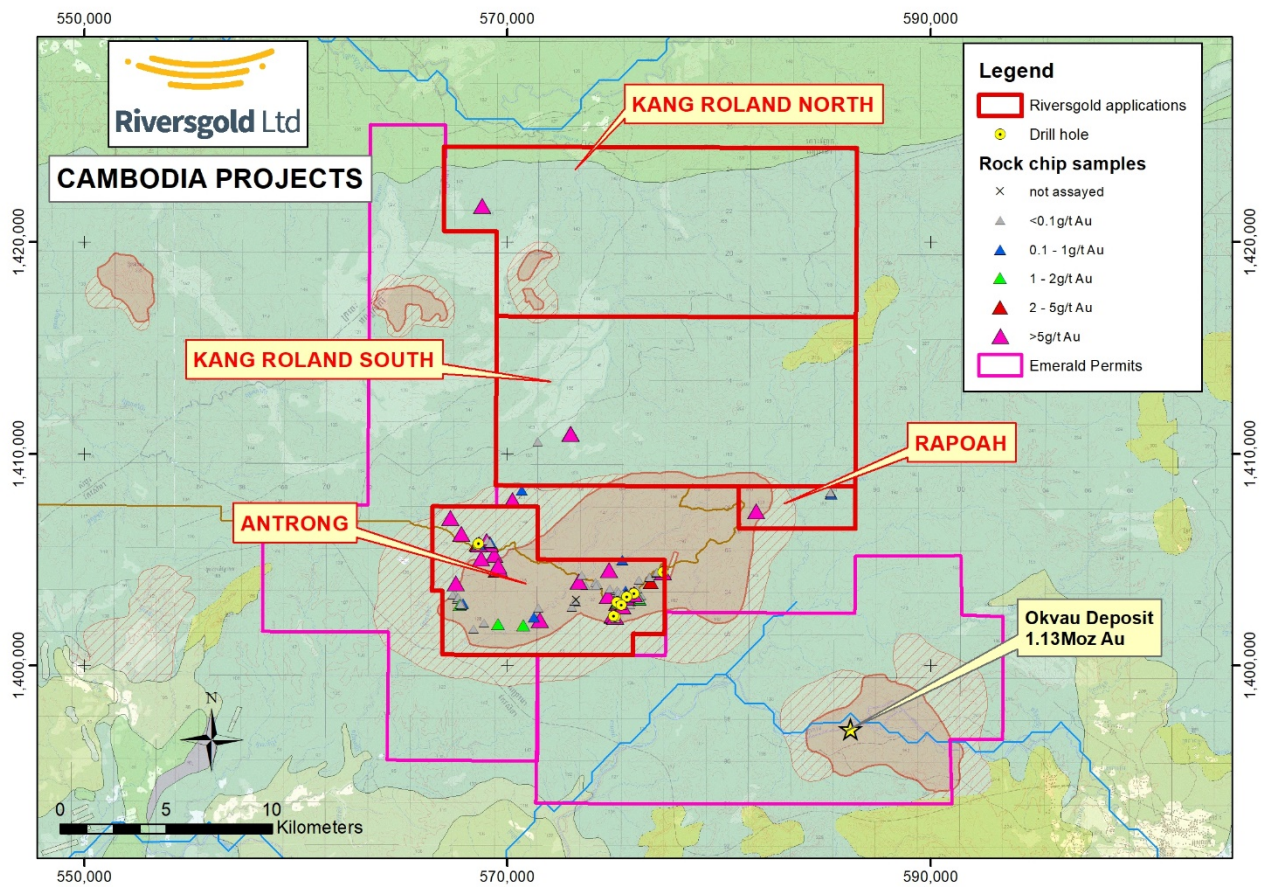 550,000
570,000
590,000
Riversgold Ltd
CAMBODIA PROJECTS
KANG ROLAND NORTH
Legend
Riversgold applications
Drill hole
Rock chip samples
not assayed
<0.1g/t Au
0.1 - 1g/t Au
1 - 2g/t Au
2 - 5g/t Au
>5g/t Au
Emerald Permits
1,420,000
1,420,000
KANG ROLAND SOUTH
1,410,000
1,410,000
RAPOAH
ANTRONG
Okvau Deposit
1.13Moz Au
1,400,000
1,400,000
N
0 5 10
Kilometers
550,000
570,000
590,000